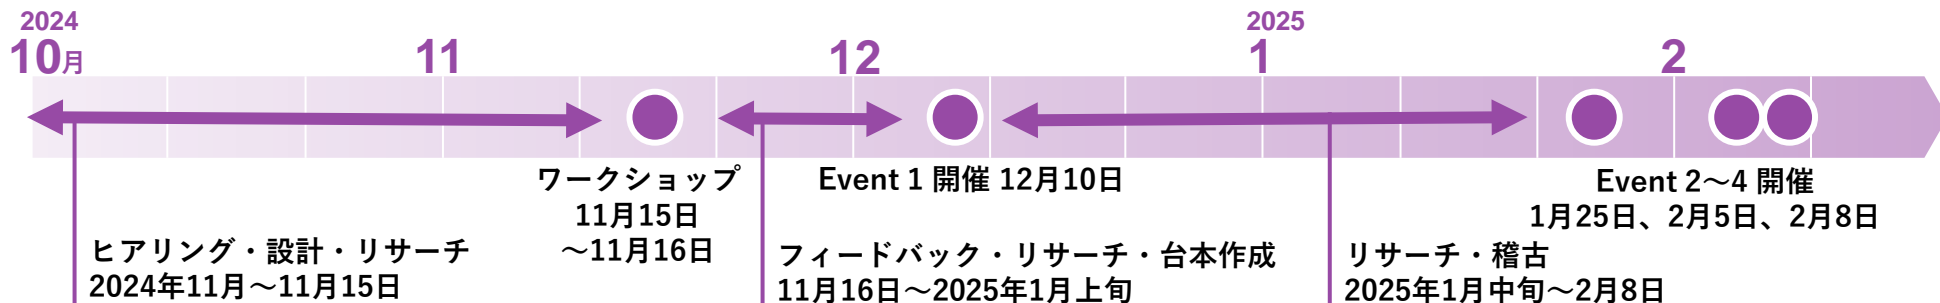 2024
10月
11
12
2025
1
2
ワークショップ
11月15日
〜11月16日
Event 1 開催 12月10日
Event 2〜4 開催
1月25日、2月5日、2月8日
ヒアリング・設計・リサーチ
2024年11月〜11月15日
フィードバック・リサーチ・台本作成
11月16日〜2025年1月上旬
リサーチ・稽古
2025年1月中旬〜2月8日